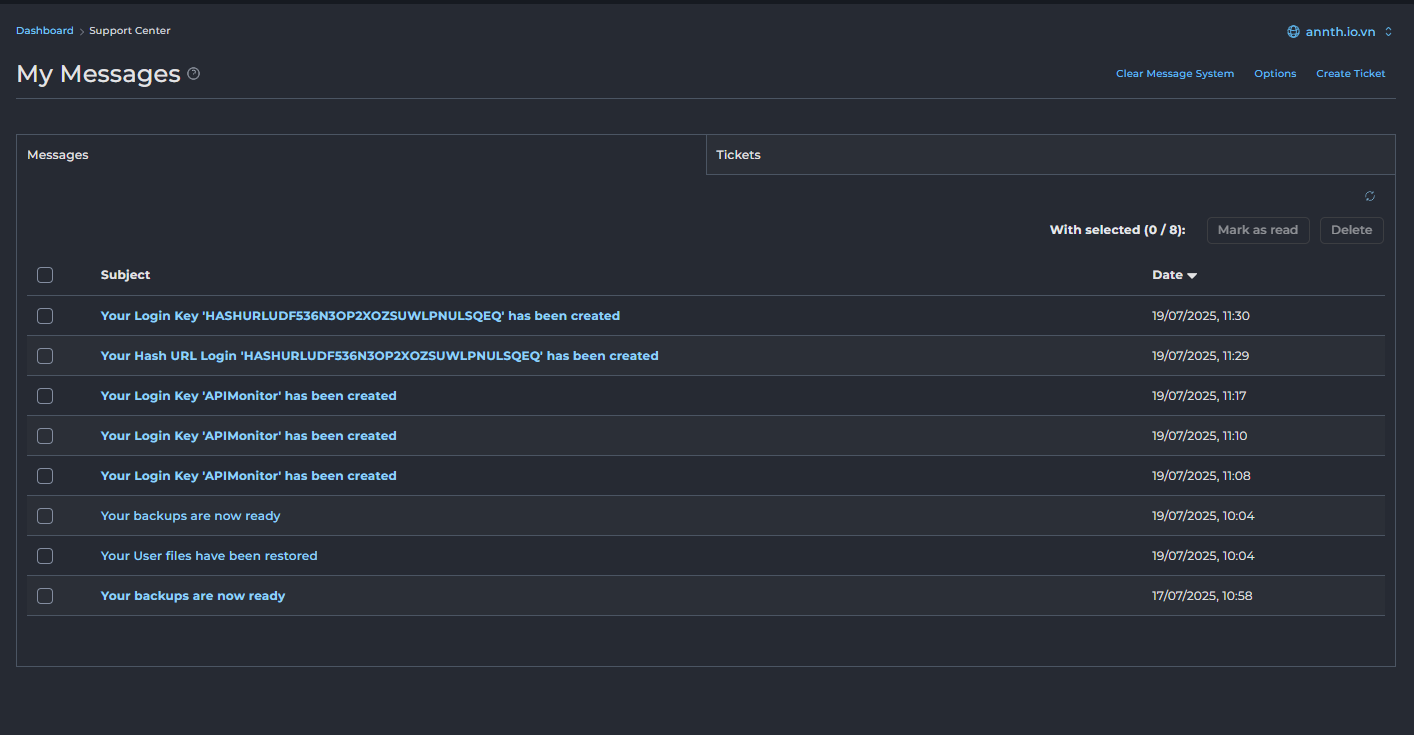 Dashboard > Support Center
annth.io.vn
My Messages ?
Clear Message System Options Create Ticket
Messages Tickets
With selected (0 / 8): Mark as read Delete
Subject Date
Your Login Key 'HASHURLUDF536N3OP2XOZSUWLPNULSQEQ' has been created 19/07/2025, 11:30
Your Hash URL Login 'HASHURLUDF536N3OP2XOZSUWLPNULSQEQ' has been created 19/07/2025, 11:29
Your Login Key 'APIMonitor' has been created 19/07/2025, 11:17
Your Login Key 'APIMonitor' has been created 19/07/2025, 11:10
Your Login Key 'APIMonitor' has been created 19/07/2025, 11:08
Your backups are now ready 19/07/2025, 10:04
Your User files have been restored 19/07/2025, 10:04
Your backups are now ready 17/07/2025, 10:58